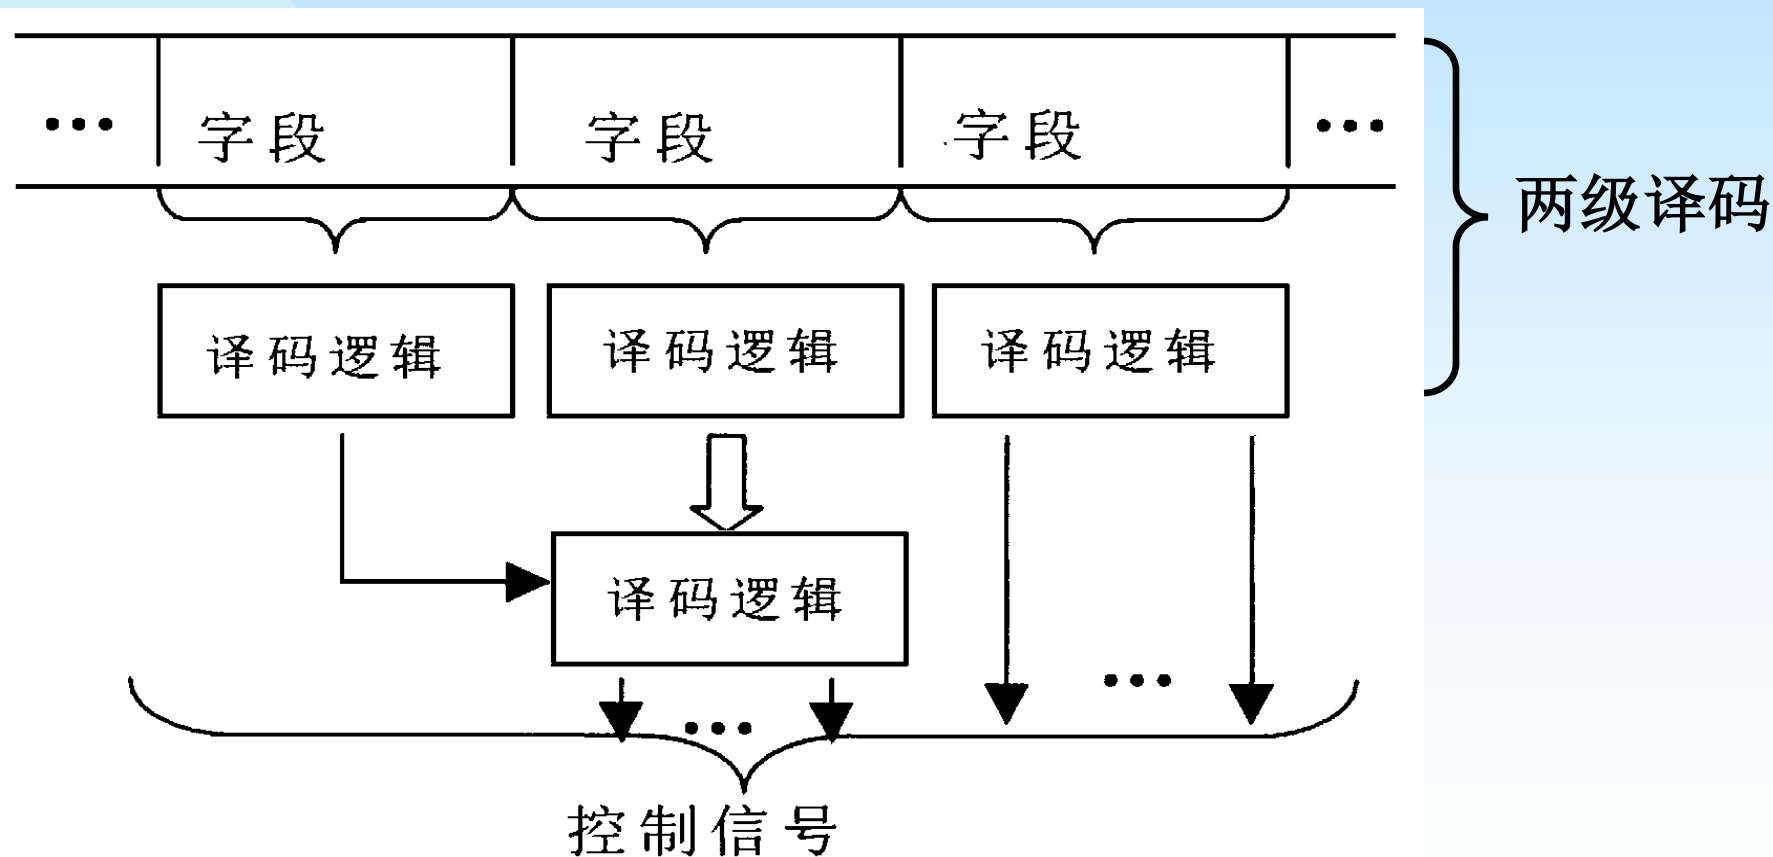 … 字段 字段 字段 …
两级译码
译码逻辑 译码逻辑 译码逻辑
译码逻辑
…
…
控制信号